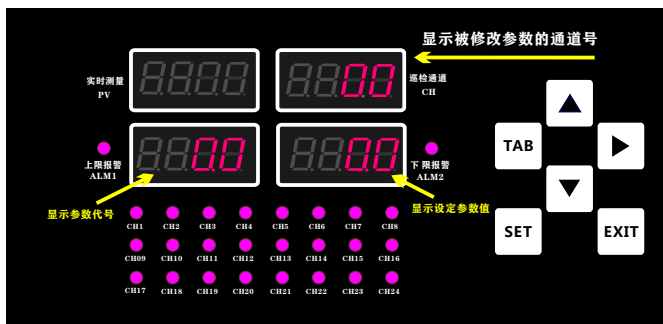 显示被修改参数的通道号
实时测量
PV
00
巡检通道
CH
上限报警
ALM1
00
00
下限报警
ALM2
TAB
显示参数代号
显示设定参数值
CH1 CH2 CH3 CH4 CH5 CH6 CH7 CH8
SET
EXIT
CH09 CH10 CH11 CH12 CH13 CH14 CH15 CH16
CH17 CH18 CH19 CH20 CH21 CH22 CH23 CH24